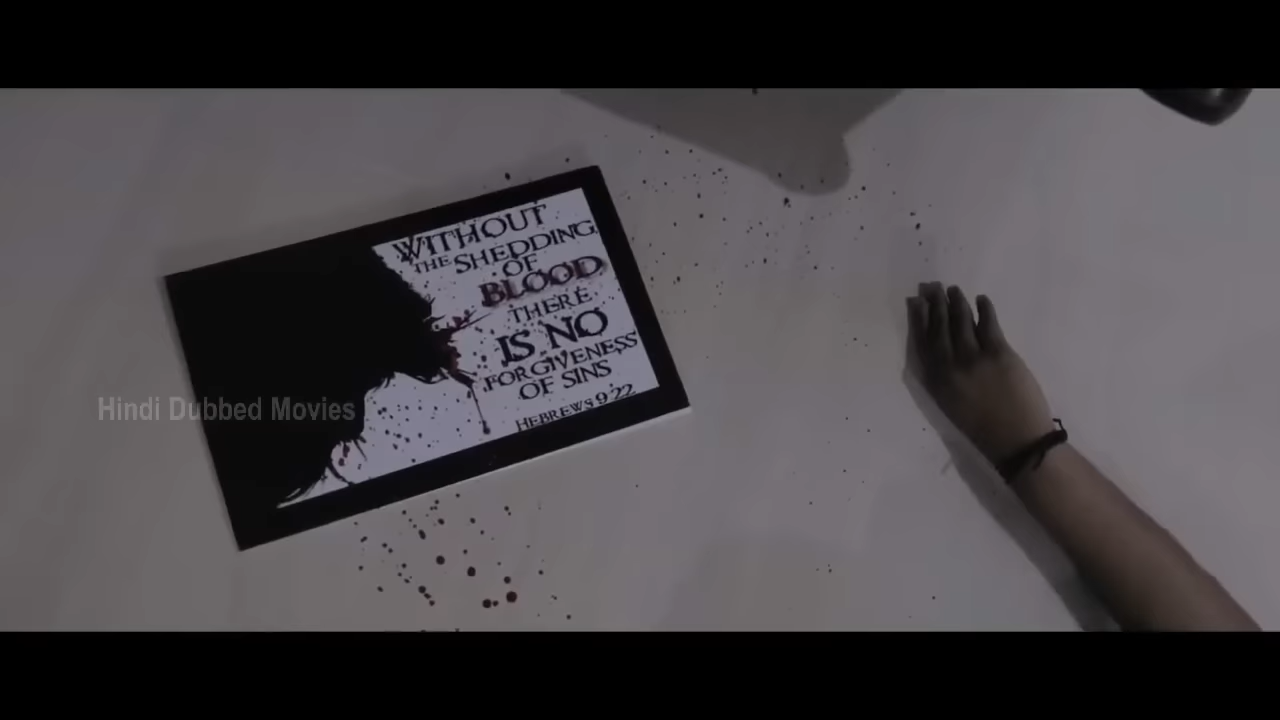 WITHOUT
THE SHEDDING
OF
BLOOD
THERE
IS NO
FORGIVENESS
OF SINS
HEBREWS 9:22
Hindi Dubbed Movies